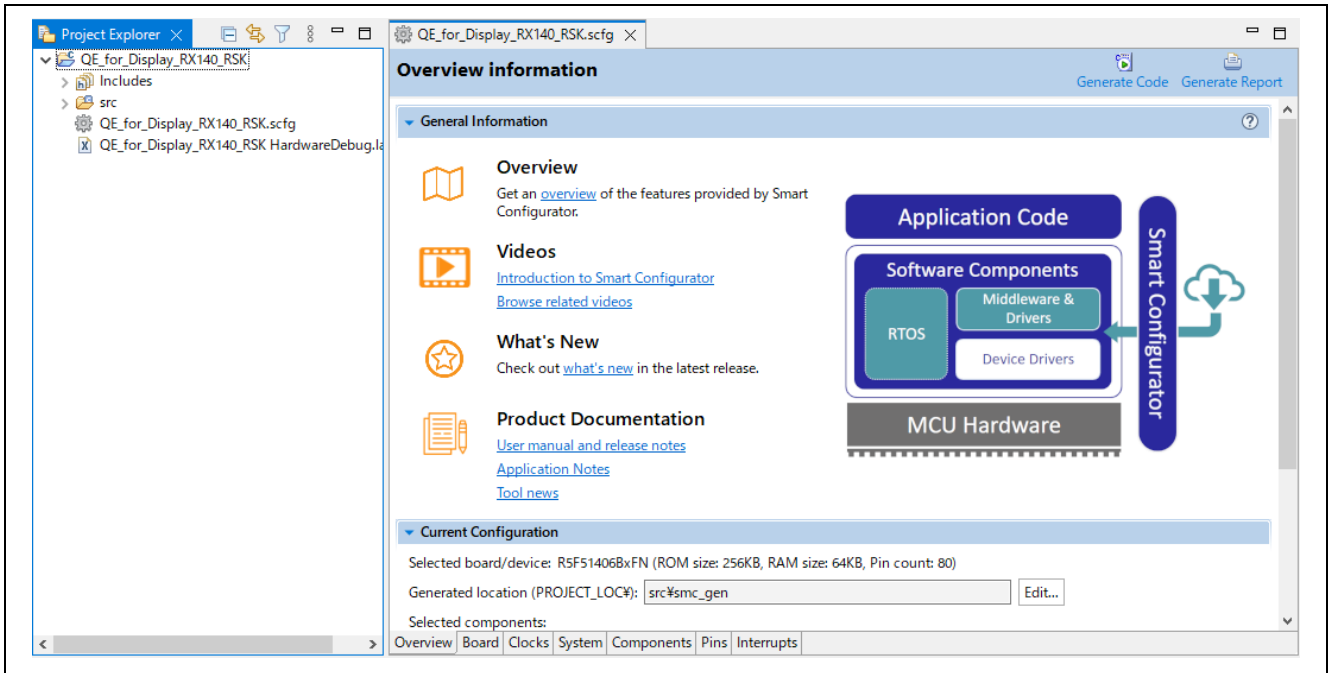 Project Explorer
QE_for_Display_RX140_RSK
Includes
src
QE_for_Display_RX140_RSK.scfg
QE_for_Display_RX140_RSK HardwareDebug.la
QE_for_Display_RX140_RSK.scfg
Overview information
Generate Code
Generate Report
General Information
Overview
Get an overview of the features provided by Smart
Configurator.
Videos
Introduction to Smart Configurator
Browse related videos
What's New
Check out what's new in the latest release.
Product Documentation
User manual and release notes
Application Notes
Tool news
Application Code
Software Components
RTOS
Middleware &
Drivers
Device Drivers
MCU Hardware
Smart Configurator
Current Configuration
Selected board/device: R5F51406BxFN (ROM size: 256KB, RAM size: 64KB, Pin count: 80)
Generated location (PROJECT_LOC¥): src¥smc_gen Edit...
Selected components:
Overview Board Clocks System Components Pins Interrupts